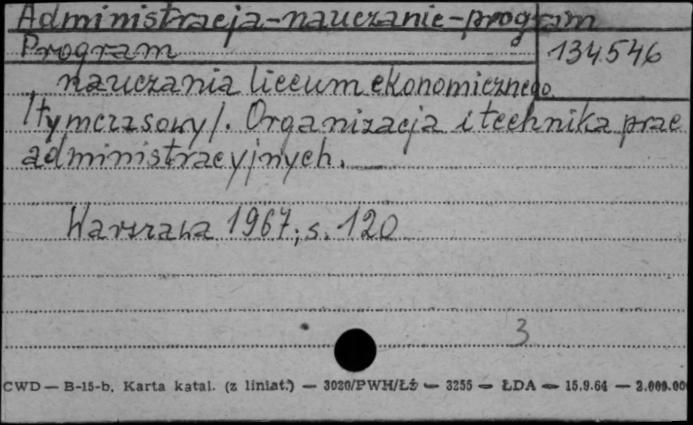 Administracja-nauczanie-program
Program
134546
nauczania liceum ekonomicznego
/tymczasowy/. Organizacja i technika prac
administracyjnych. —
Warszawa 1967, s. 120
3
CWD — B-15-b, Karta katal. (z liniat.) — 3020/PWH/Łż — 3255 — ŁDA — 15.9.64 — 2.000.00